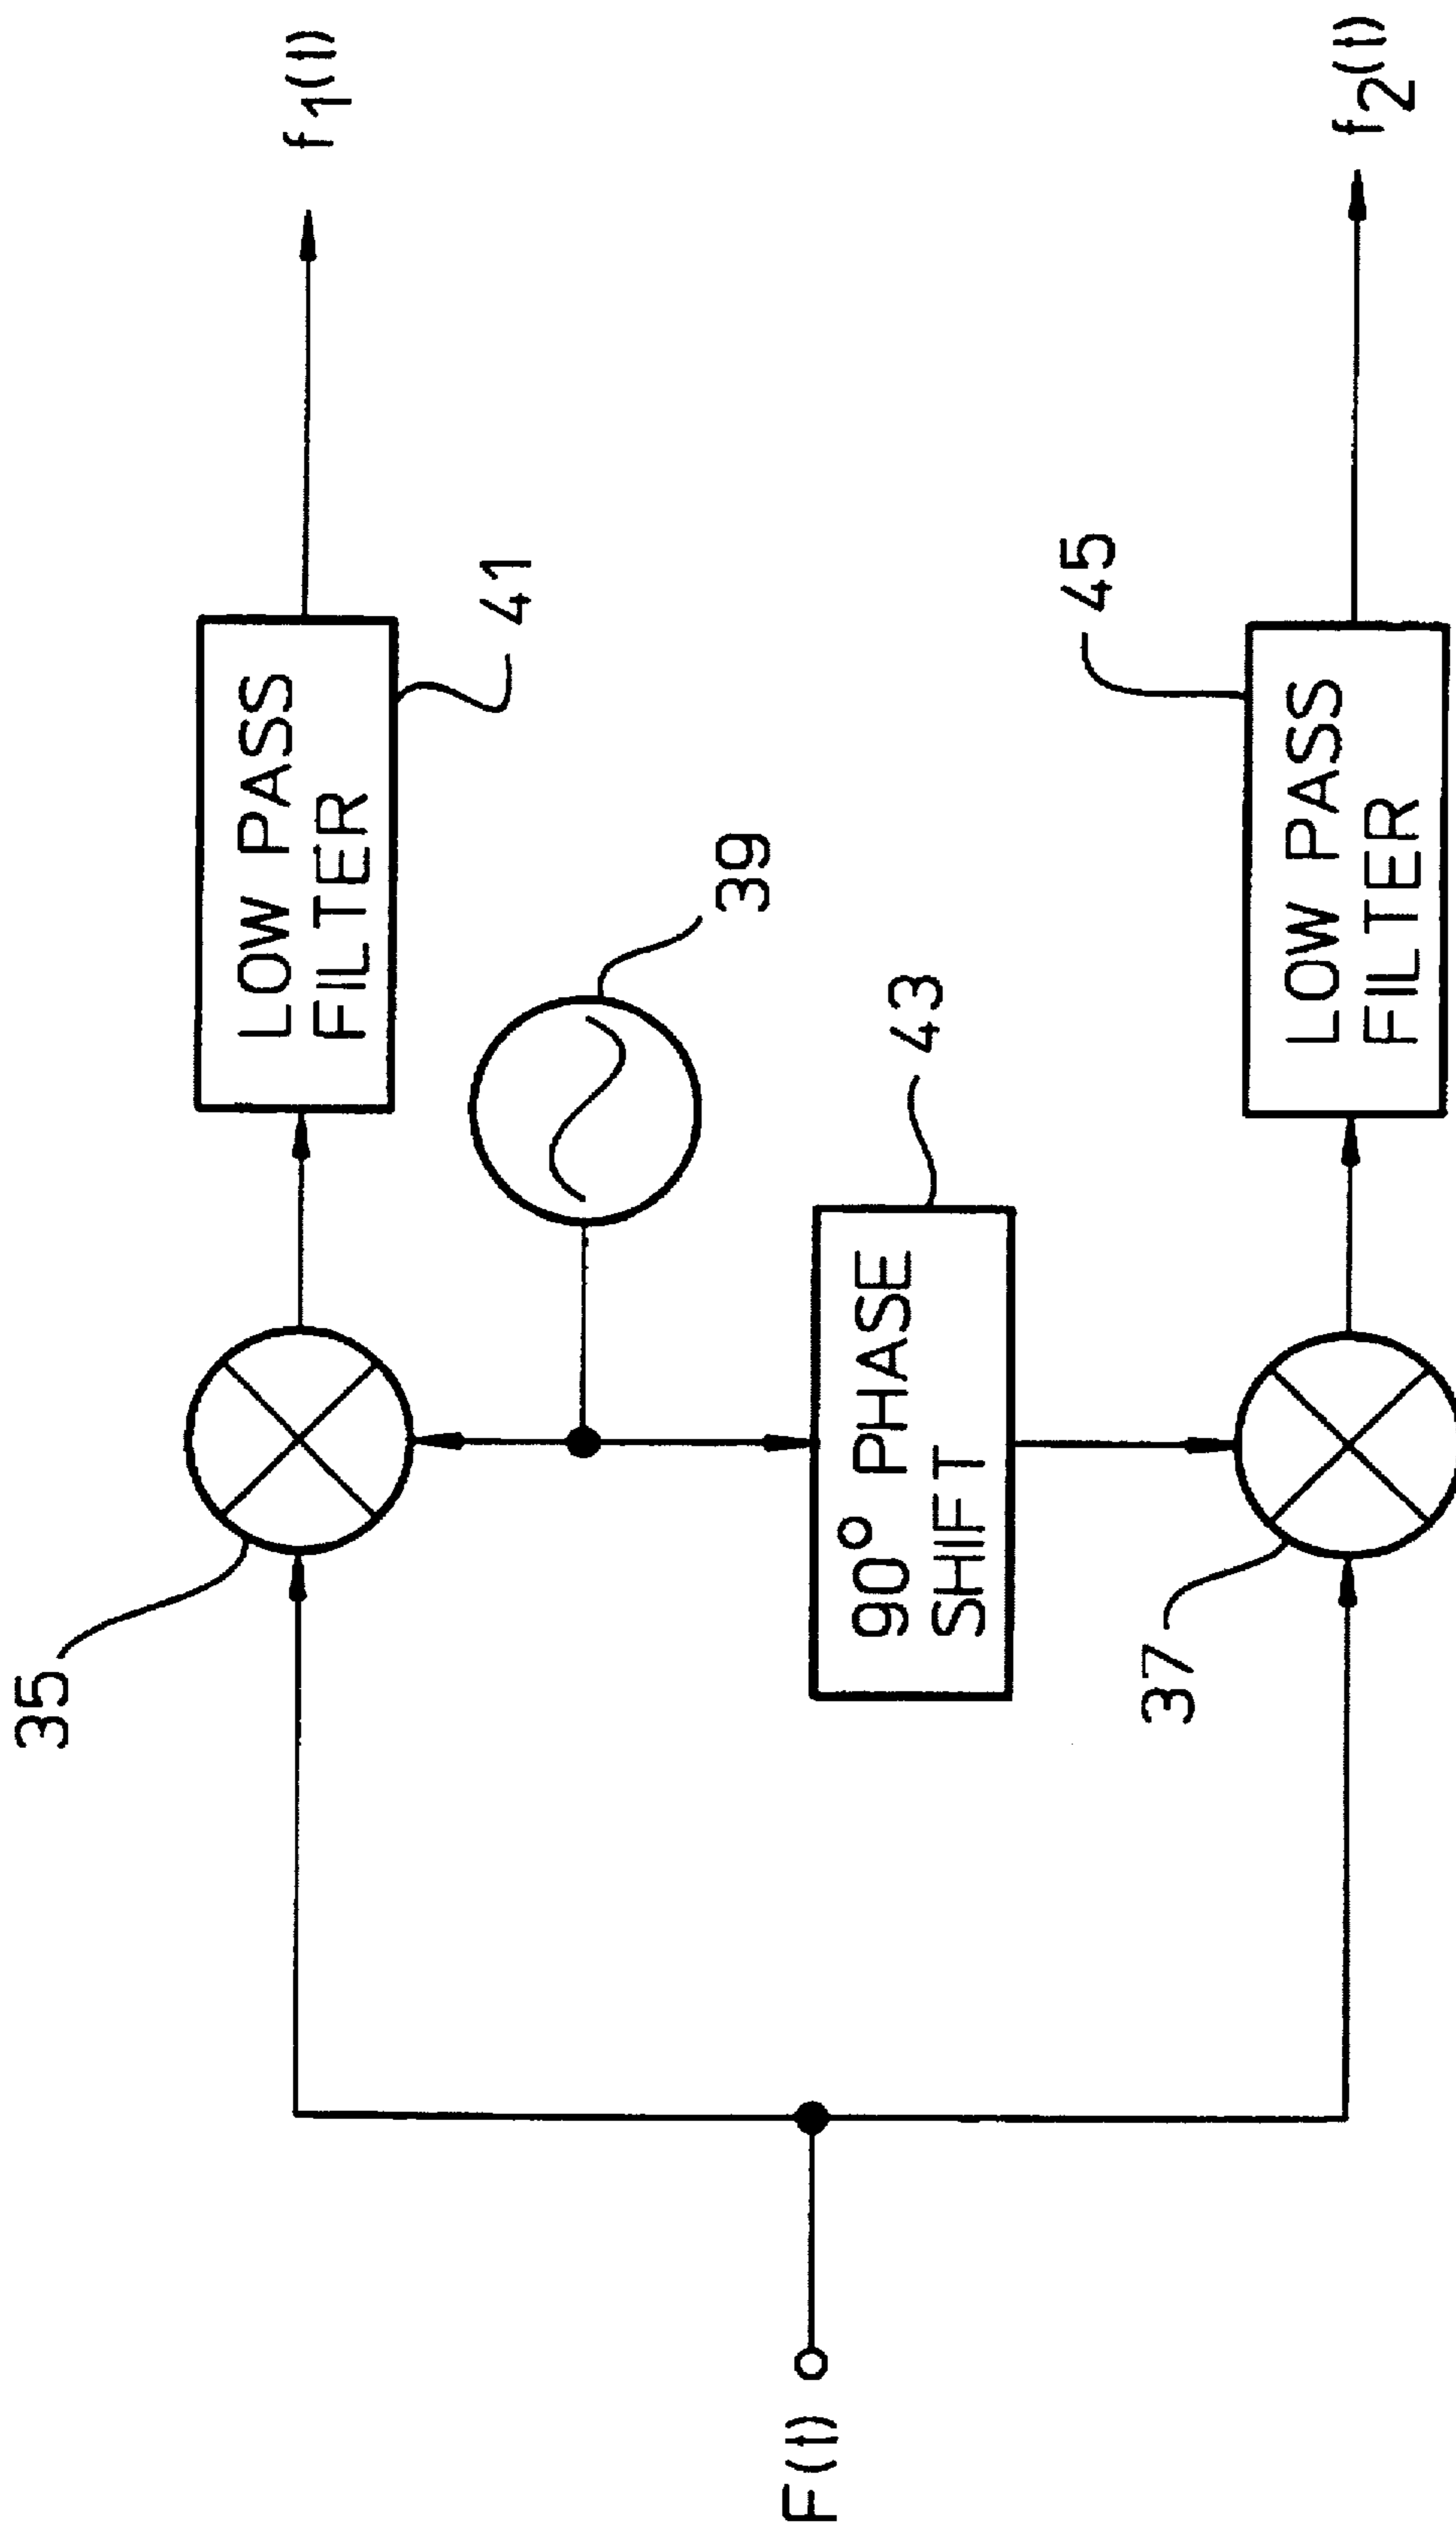 f1(t)
LOW PASS
FILTER
41
35
39
F(t)
90° PHASE
SHIFT
43
45
37
LOW PASS
FILTER
f2(t)